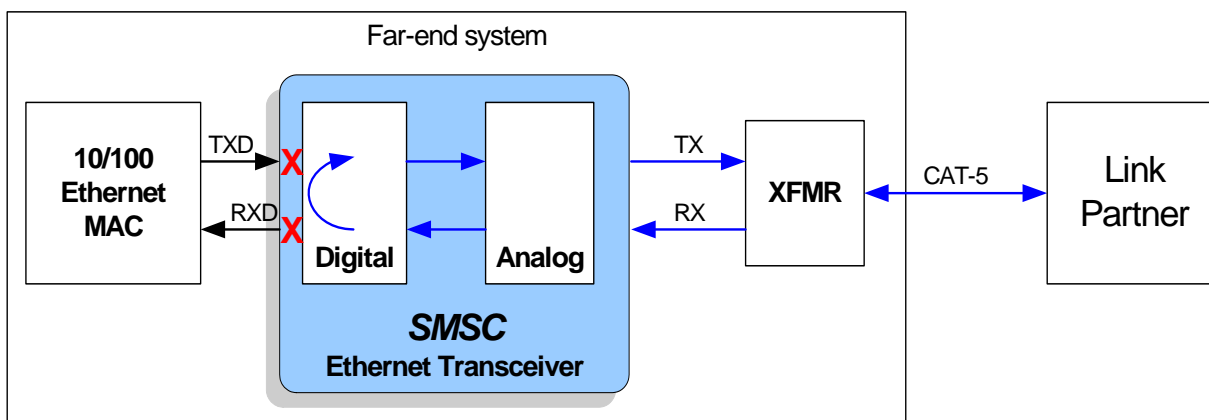 Far-end system
10/100
Ethernet
MAC
TXD
RXD
X
X
Digital
Analog
SMSC
Ethernet Transceiver
TX
RX
XFMR
CAT-5
Link
Partner